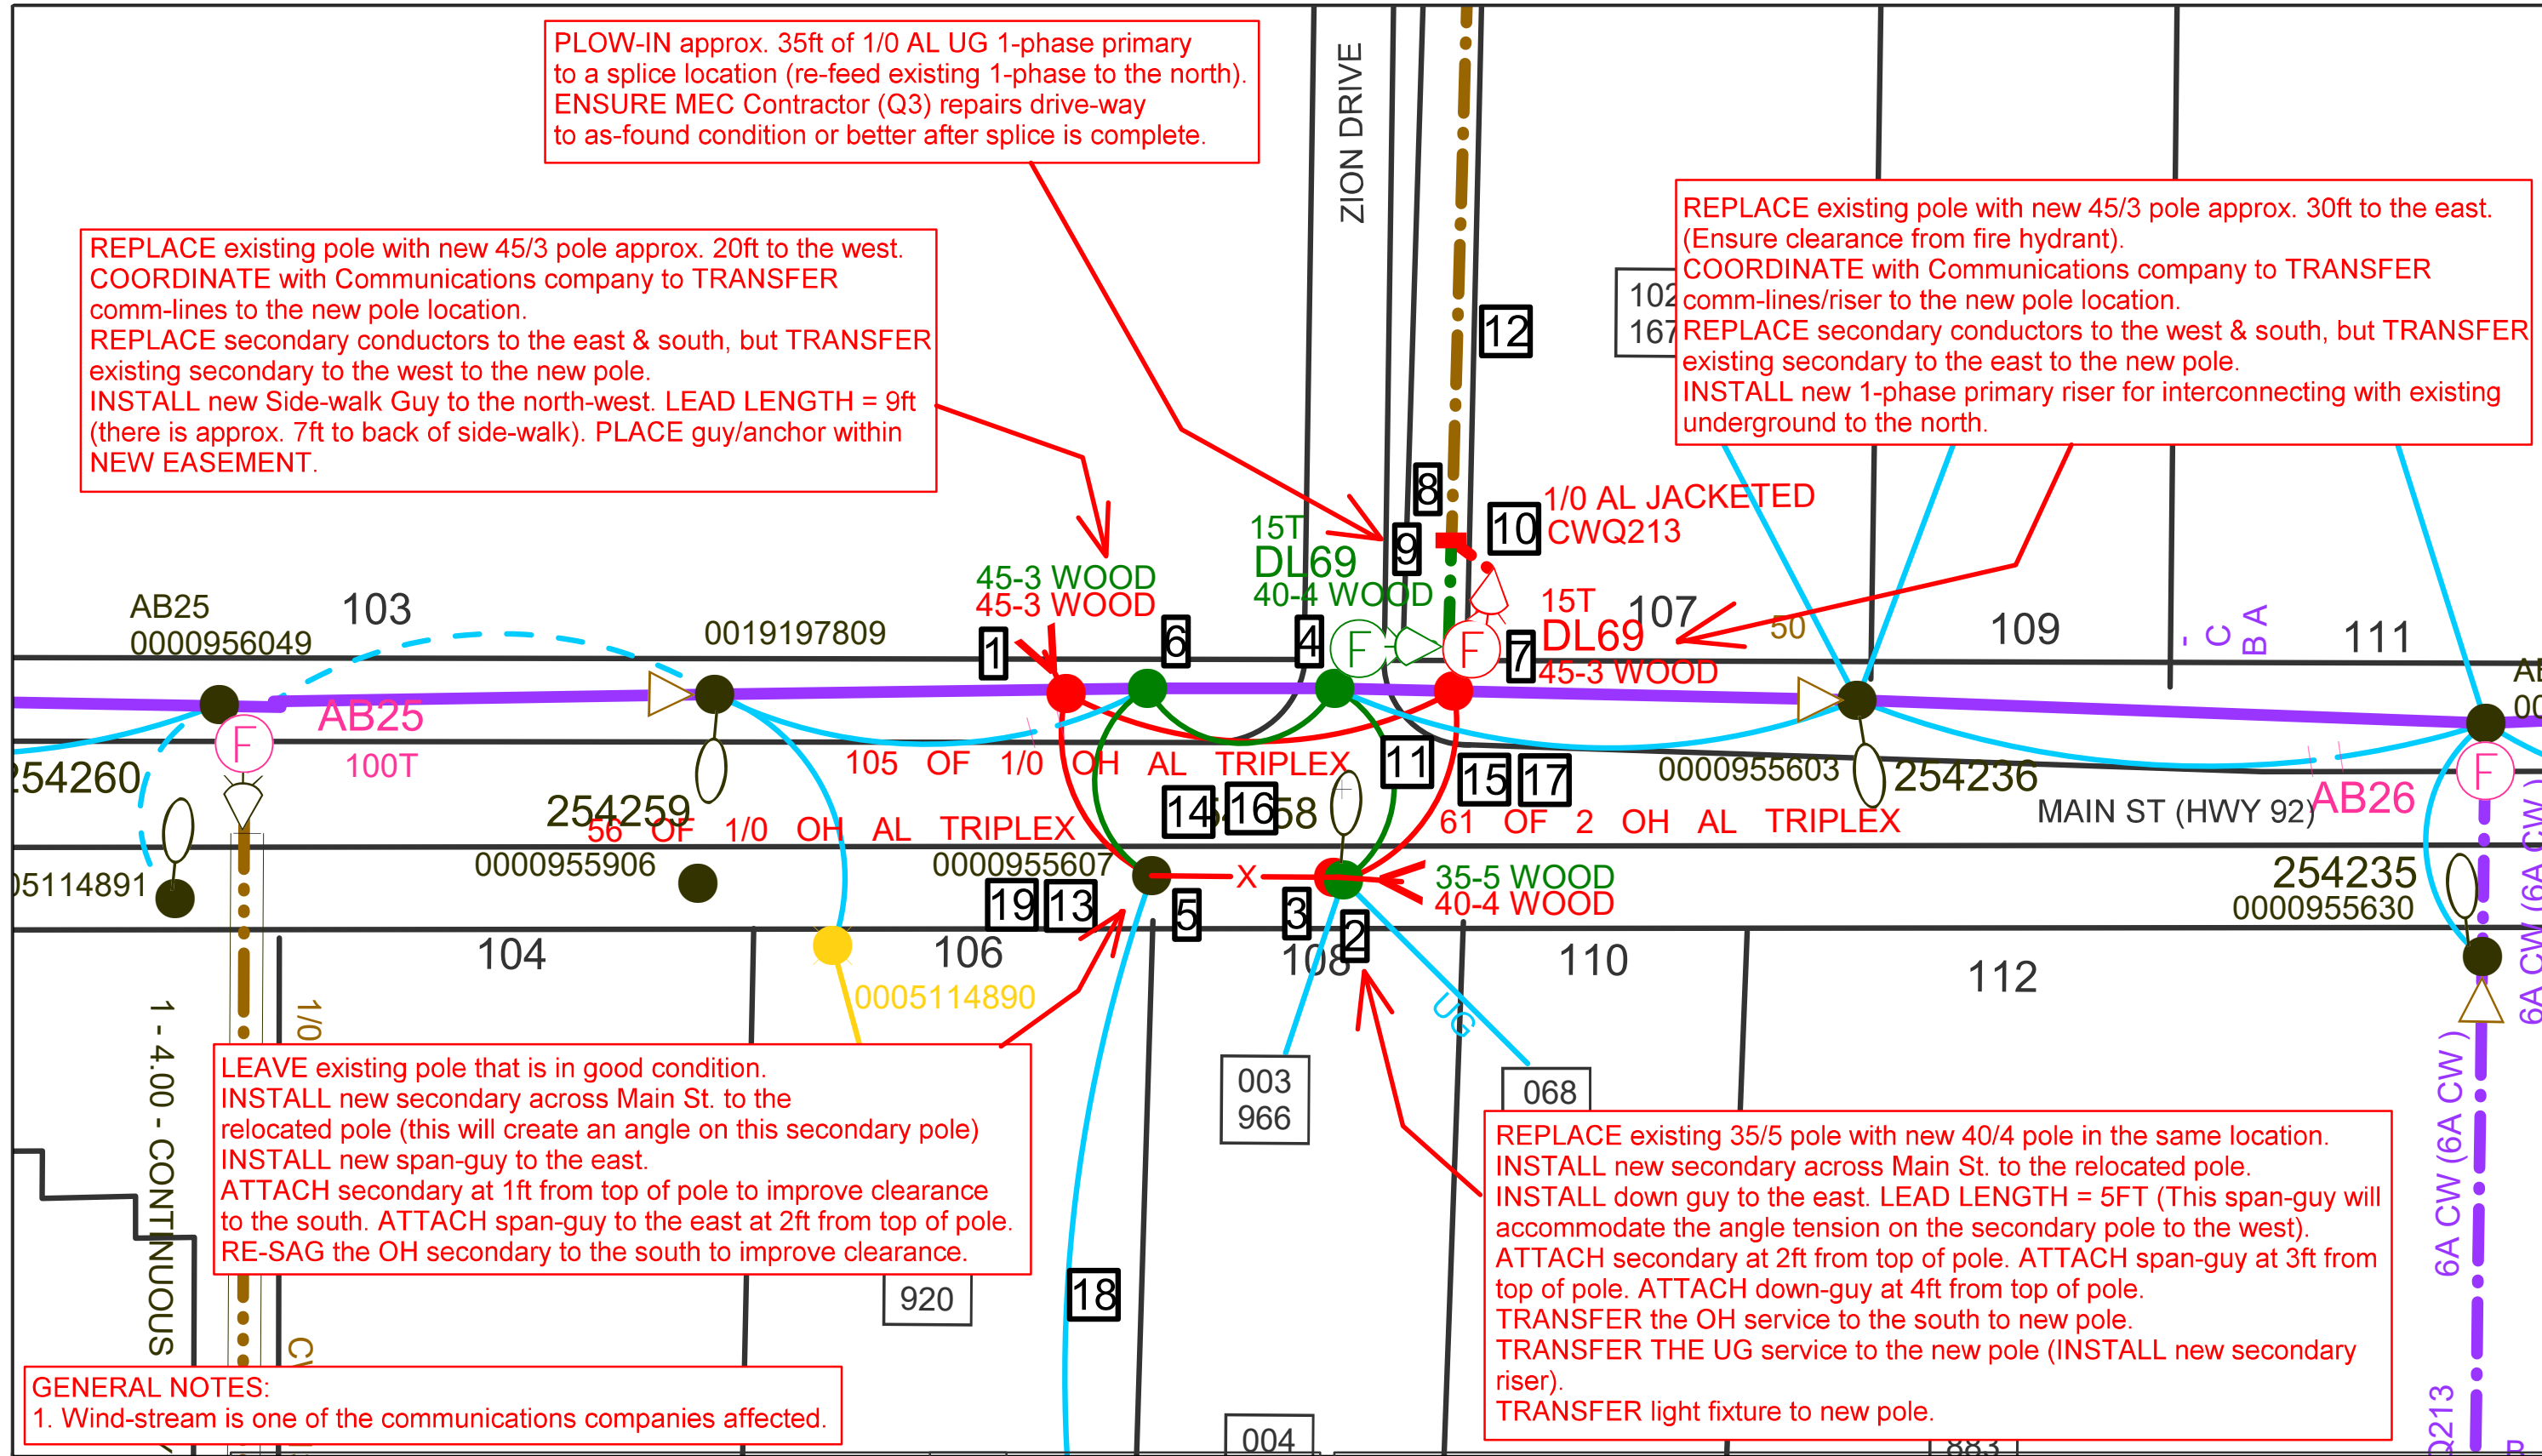 PLOW-IN approx. 35ft of 1/0 AL UG 1-phase primary
to a splice location (re-feed existing 1-phase to the north).
ENSURE MEC Contractor (Q3) repairs drive-way
to as-found condition or better after splice is complete.
ZION DRIVE
REPLACE existing pole with new 45/3 pole approx. 20ft to the west.
COORDINATE with Communications company to TRANSFER
comm-lines to the new pole location.
REPLACE secondary conductors to the east & south, but TRANSFER
existing secondary to the west to the new pole.
INSTALL new Side-walk Guy to the north-west. LEAD LENGTH = 9ft
(there is approx. 7ft to back of side-walk). PLACE guy/anchor within
NEW EASEMENT.
REPLACE existing pole with new 45/3 pole approx. 30ft to the east.
(Ensure clearance from fire hydrant).
COORDINATE with Communications company to TRANSFER
comm-lines/riser to the new pole location.
REPLACE secondary conductors to the west & south, but TRANSFER
existing secondary to the east to the new pole.
INSTALL new 1-phase primary riser for interconnecting with existing
underground to the north.
102
167
12
8
9
10
1/0 AL JACKETED
CWQ213
15T
DL69
40-4 WOOD
45-3 WOOD
45-3 WOOD
15T
DL69
45-3 WOOD
107
50
109
C
B A
111
AB25
0000956049
103
0019197809
1
6
4
7
F
F
AB25
100T
F
254260
254259
105 OF 1/0 OH AL TRIPLEX
11
15
17
0000955603
254236
MAIN ST (HWY 92)
AB26
F
14
16
58
56 OF 1/0 OH AL TRIPLEX
61 OF 2 OH AL TRIPLEX
05114891
0000955906
0000955607
X
35-5 WOOD
40-4 WOOD
254235
0000955630
19
13
5
3
2
104
106
108
110
112
0005114890
UG
1 - 4.00 - CONTINUOUS
1/0
6A CW (6A CW )
6A CW (6A CW )
003
966
068
LEAVE existing pole that is in good condition.
INSTALL new secondary across Main St. to the
relocated pole (this will create an angle on this secondary pole)
INSTALL new span-guy to the east.
ATTACH secondary at 1ft from top of pole to improve clearance
to the south. ATTACH span-guy to the east at 2ft from top of pole.
RE-SAG the OH secondary to the south to improve clearance.
REPLACE existing 35/5 pole with new 40/4 pole in the same location.
INSTALL new secondary across Main St. to the relocated pole.
INSTALL down guy to the east. LEAD LENGTH = 5FT (This span-guy will
accommodate the angle tension on the secondary pole to the west).
ATTACH secondary at 2ft from top of pole. ATTACH span-guy at 3ft from
top of pole. ATTACH down-guy at 4ft from top of pole.
TRANSFER the OH service to the south to new pole.
TRANSFER THE UG service to the new pole (INSTALL new secondary
riser).
TRANSFER light fixture to new pole.
920
18
GENERAL NOTES:
1. Wind-stream is one of the communications companies affected.
004
883
Q213